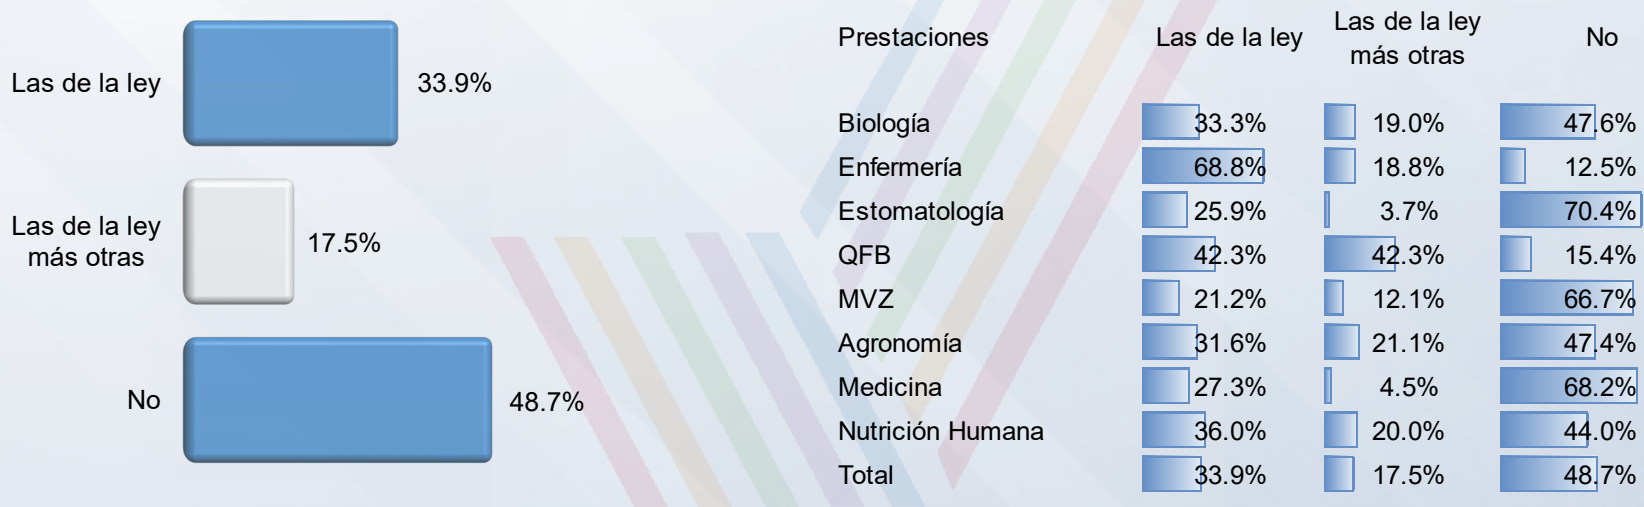 Las de la ley
33.9%
Las de la ley
más otras
17.5%
No
48.7%
Prestaciones Las de la ley Las de la ley más otras No
Biología 33.3% 19.0% 47.6%
Enfermería 68.8% 18.8% 12.5%
Estomatología 25.9% 3.7% 70.4%
QFB 42.3% 42.3% 15.4%
MVZ 21.2% 12.1% 66.7%
Agronomía 31.6% 21.1% 47.4%
Medicina 27.3% 4.5% 68.2%
Nutrición Humana 36.0% 20.0% 44.0%
Total 33.9% 17.5% 48.7%